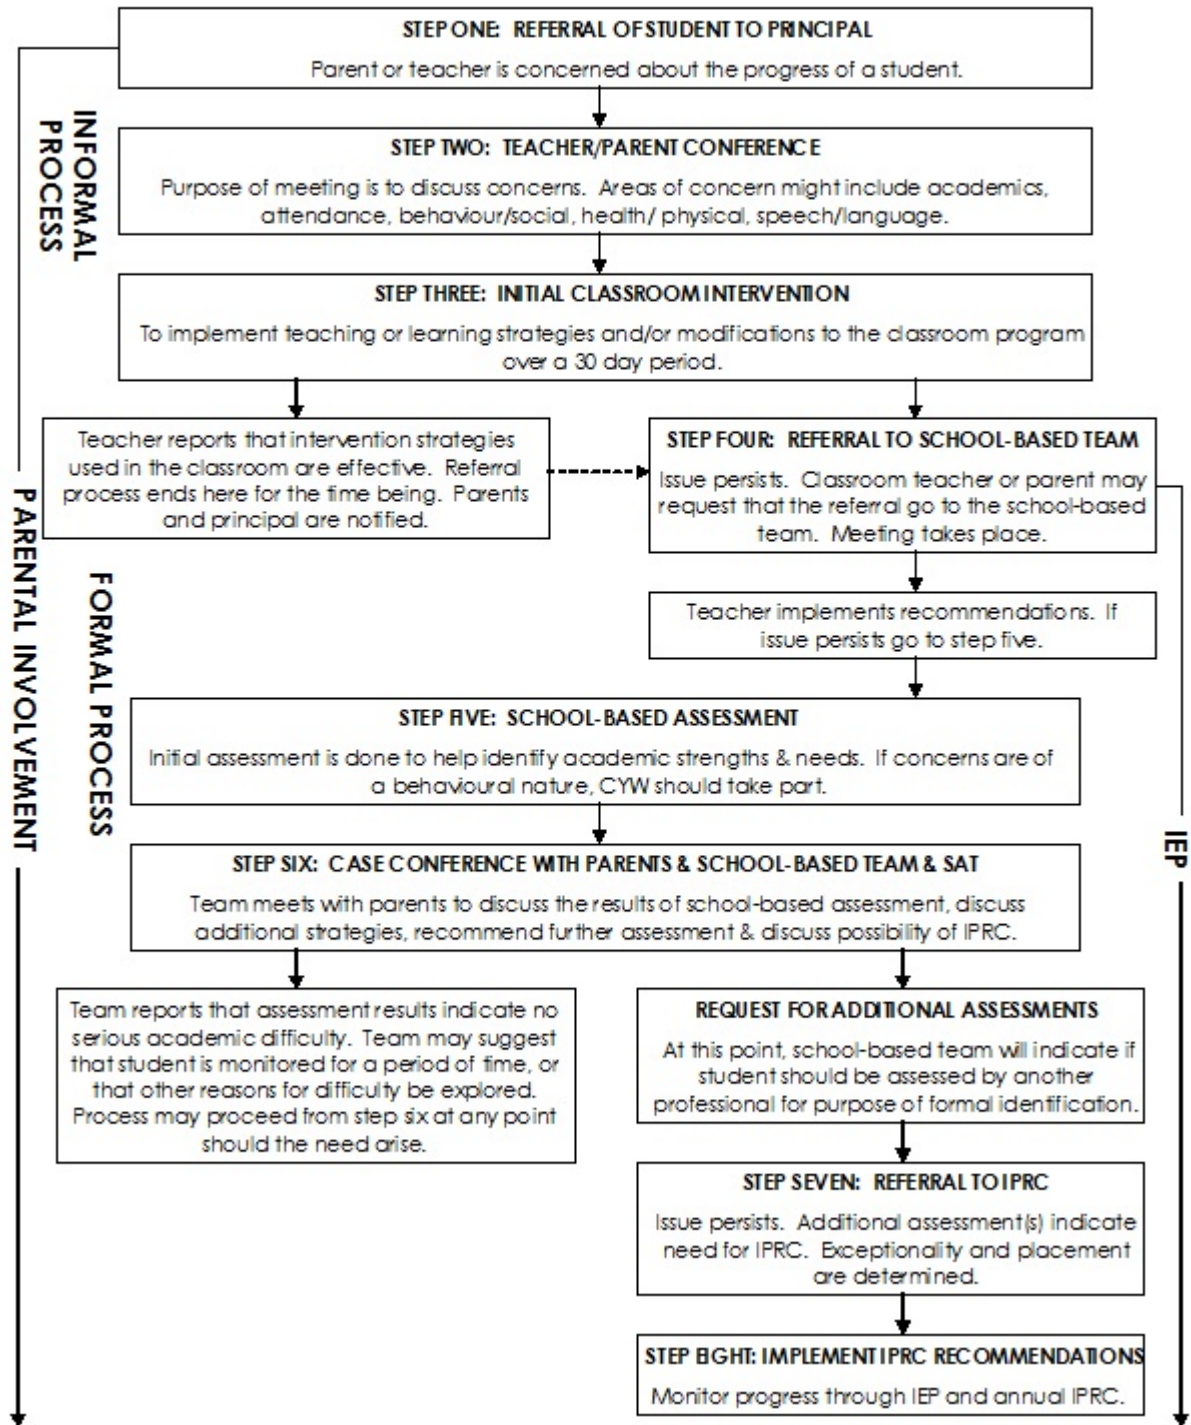 STEP ONE: REFERRAL OF STUDENT TO PRINCIPAL
Parent or teacher is concerned about the progress of a student.
INFORMAL
PROCESS
STEP TWO: TEACHER/PARENT CONFERENCE
Purpose of meeting is to discuss concerns. Areas of concern might include academics,
attendance, behaviour/social, health/ physical, speech/language.
STEP THREE: INITIAL CLASSROOM INTERVENTION
To implement teaching or learning strategies and/or modifications to the classroom program
over a 30 day period.
Teacher reports that intervention strategies
used in the classroom are effective. Referral
process ends here for the time being. Parents
and principal are notified.
STEP FOUR: REFERRAL TO SCHOOL-BASED TEAM
Issue persists. Classroom teacher or parent may
request that the referral go to the school-based
team. Meeting takes place.
PARENTAL INVOLVEMENT
FORMAL PROCESS
Teacher implements recommendations. If
issue persists go to step five.
STEP FIVE: SCHOOL-BASED ASSESSMENT
Initial assessment is done to help identify academic strengths & needs. If concerns are of
a behavioural nature, CYW should take part.
IEP
STEP SIX: CASE CONFERENCE WITH PARENTS & SCHOOL-BASED TEAM & SAT
Team meets with parents to discuss the results of school-based assessment, discuss
additional strategies, recommend further assessment & discuss possibility of IPRC.
Team reports that assessment results indicate no
serious academic difficulty. Team may suggest
that student is monitored for a period of time, or
that other reasons for difficulty be explored.
Process may proceed from step six at any point
should the need arise.
REQUEST FOR ADDITIONAL ASSESSMENTS
At this point, school-based team will indicate if
student should be assessed by another
professional for purpose of formal identification.
STEP SEVEN: REFERRAL TO IPRC
Issue persists. Additional assessment(s) indicate
need for IPRC. Exceptionality and placement
are determined.
STEP EIGHT: IMPLEMENT IPRC RECOMMENDATIONS
Monitor progress through IEP and annual IPRC.